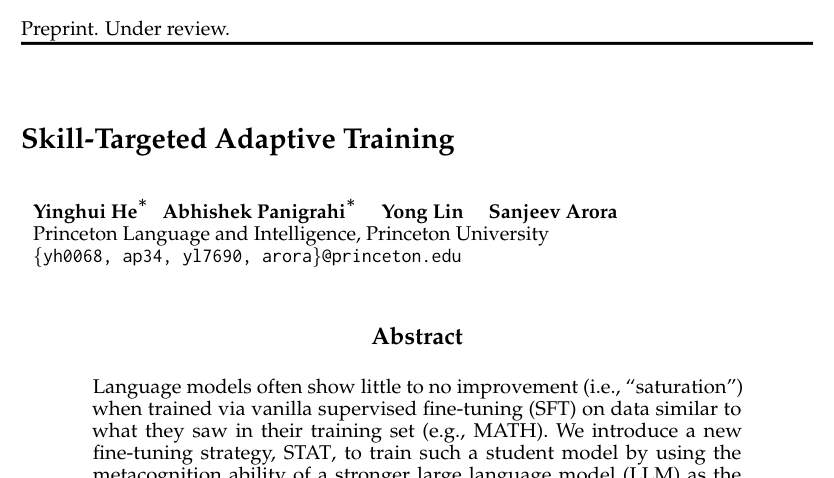 Preprint. Under review.
Skill-Targeted Adaptive Training
Yinghui He* Abhishek Panigrahi* Yong Lin Sanjeev Arora
Princeton Language and Intelligence, Princeton University
{yh0068, ap34, yl7690, arora}@princeton.edu
Abstract
Language models often show little to no improvement (i.e., “saturation”)
when trained via vanilla supervised fine-tuning (SFT) on data similar to
what they saw in their training set (e.g., MATH). We introduce a new
fine-tuning strategy, STAT, to train such a student model by using the
metacognition ability of a stronger large language model (LLM) as the